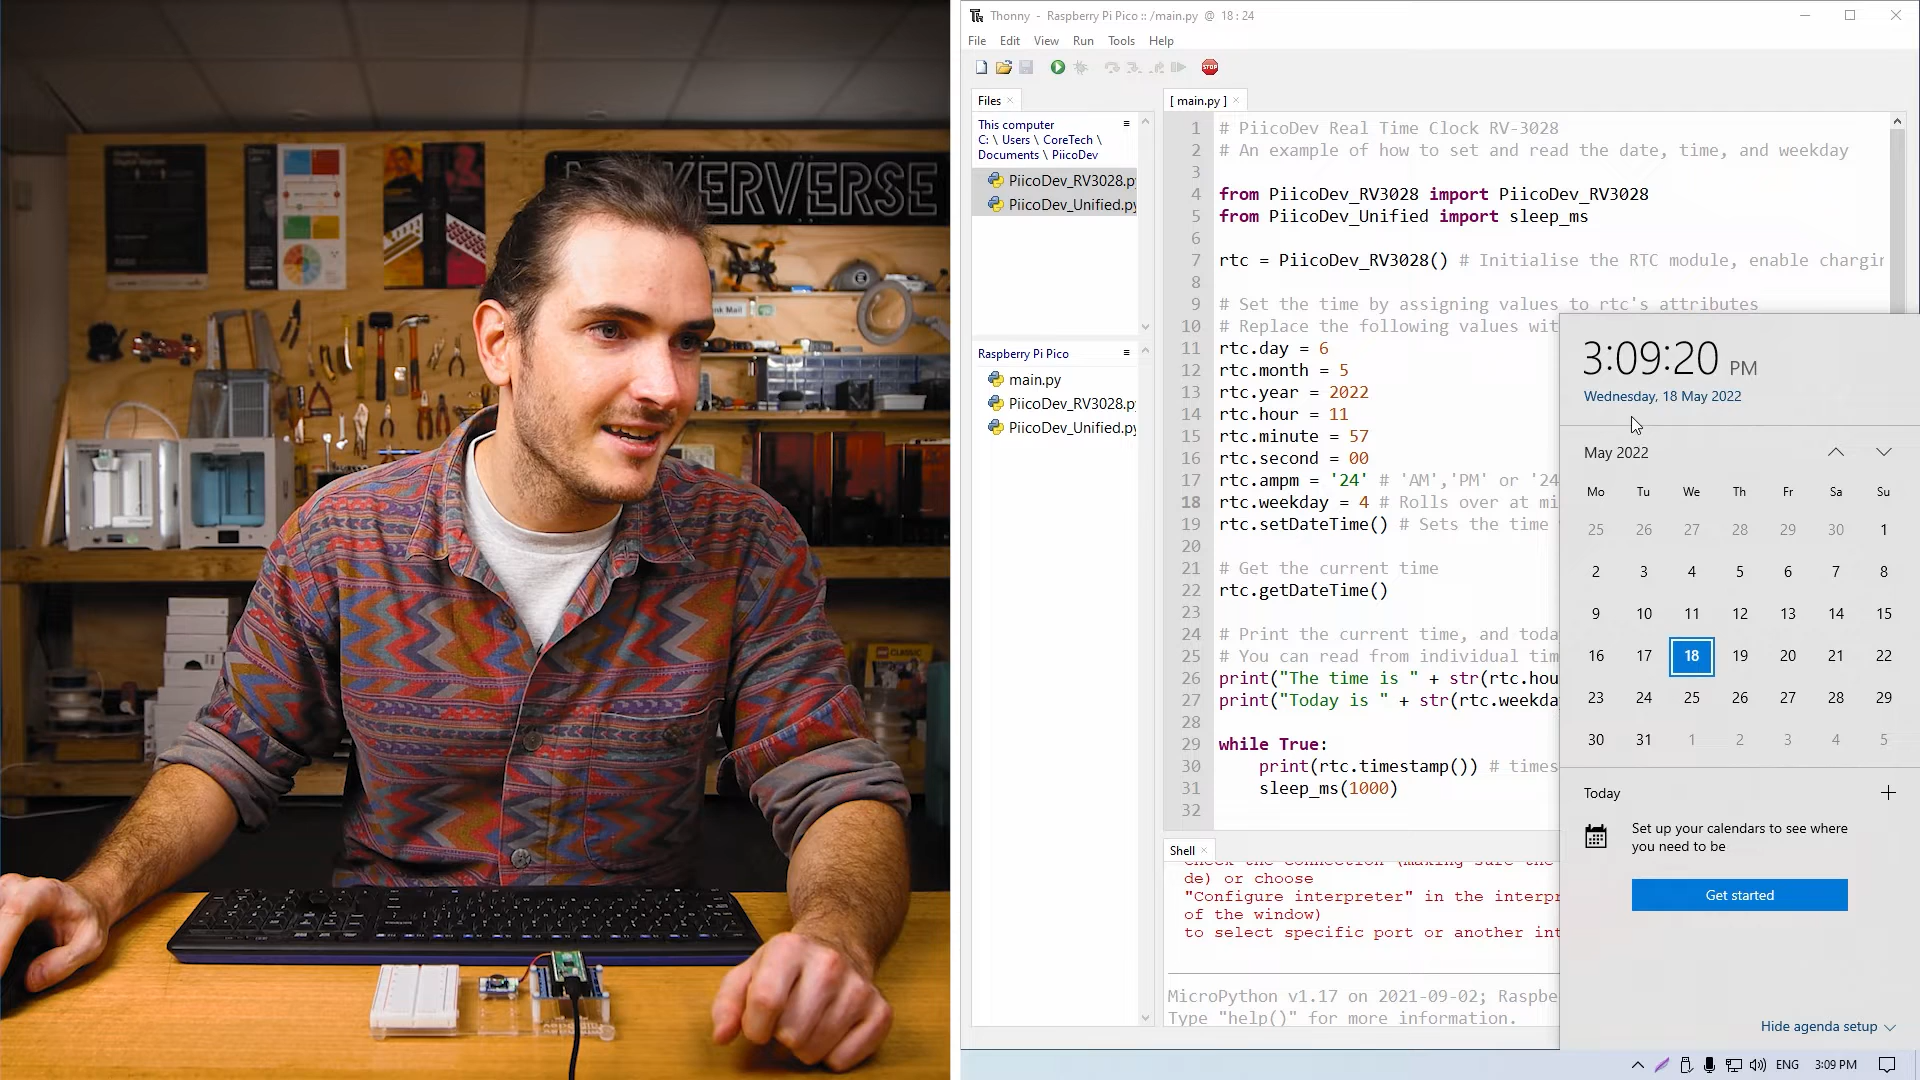 KERVERSE
CLASSIC
Thonny - Raspberry Pi Pico :: /main.py @ 18 : 24
File Edit View Run Tools Help
STOP
Files
[ main.py ]
This computer
C: \ Users \ CoreTech \
Documents \ PiicoDev
PiicoDev_RV3028.py
PiicoDev_Unified.py
Raspberry Pi Pico
main.py
PiicoDev_RV3028.py
PiicoDev_Unified.py
1 # PiicoDev Real Time Clock RV-3028
2 # An example of how to set and read the date, time, and weekday
3
4 from PiicoDev_RV3028 import PiicoDev_RV3028
5 from PiicoDev_Unified import sleep_ms
6
7 rtc = PiicoDev_RV3028() # Initialise the RTC module, enable chargin
8
9 # Set the time by assigning values to rtc's attributes
10 # Replace the following values wit
11 rtc.day = 6
12 rtc.month = 5
13 rtc.year = 2022
14 rtc.hour = 11
15 rtc.minute = 57
16 rtc.second = 00
17 rtc.ampm = '24' # 'AM','PM' or '24
18 rtc.weekday = 4 # Rolls over at mi
19 rtc.setDateTime() # Sets the time
20
21 # Get the current time
22 rtc.getDateTime()
23
24 # Print the current time, and toda
25 # You can read from individual tim
26 print("The time is " + str(rtc.hou
27 print("Today is " + str(rtc.weekda
28
29 while True:
30 print(rtc.timestamp()) # times
31 sleep_ms(1000)
32
Shell
Check the connection (making sure the
de) or choose
"Configure interpreter" in the interpr
of the window)
to select specific port or another int
MicroPython v1.17 on 2021-09-02; Raspbe
Type "help()" for more information.
3:09:20 PM
Wednesday, 18 May 2022
May 2022
Mo Tu We Th Fr Sa Su
25 26 27 28 29 30 1
2 3 4 5 6 7 8
9 10 11 12 13 14 15
16 17 18 19 20 21 22
23 24 25 26 27 28 29
30 31 1 2 3 4 5
Today
Set up your calendars to see where
you need to be
Get started
Hide agenda setup
ENG 3:09 PM